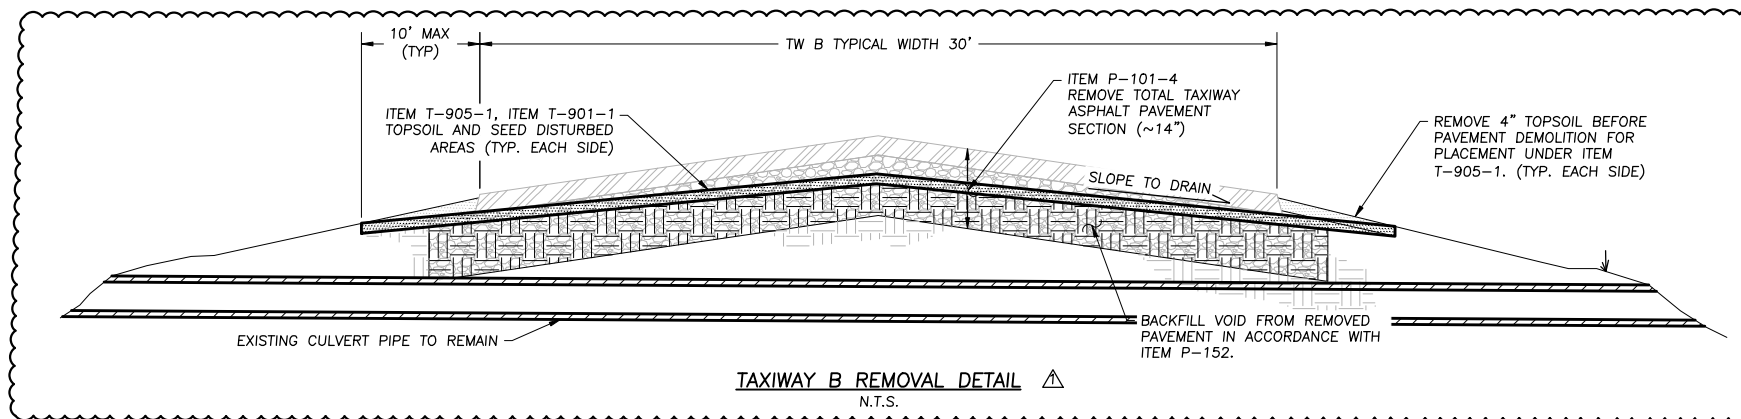 10' MAX
(TYP)
TW B TYPICAL WIDTH 30'
ITEM P-101-4
REMOVE TOTAL TAXIWAY
ASPHALT PAVEMENT
SECTION (~14")
ITEM T-905-1, ITEM T-901-1
TOPSOIL AND SEED DISTURBED
AREAS (TYP. EACH SIDE)
REMOVE 4" TOPSOIL BEFORE
PAVEMENT DEMOLITION FOR
PLACEMENT UNDER ITEM
T-905-1. (TYP. EACH SIDE)
SLOPE TO DRAIN
EXISTING CULVERT PIPE TO REMAIN
BACKFILL VOID FROM REMOVED
PAVEMENT IN ACCORDANCE WITH
ITEM P-152.
TAXIWAY B REMOVAL DETAIL 1
N.T.S.